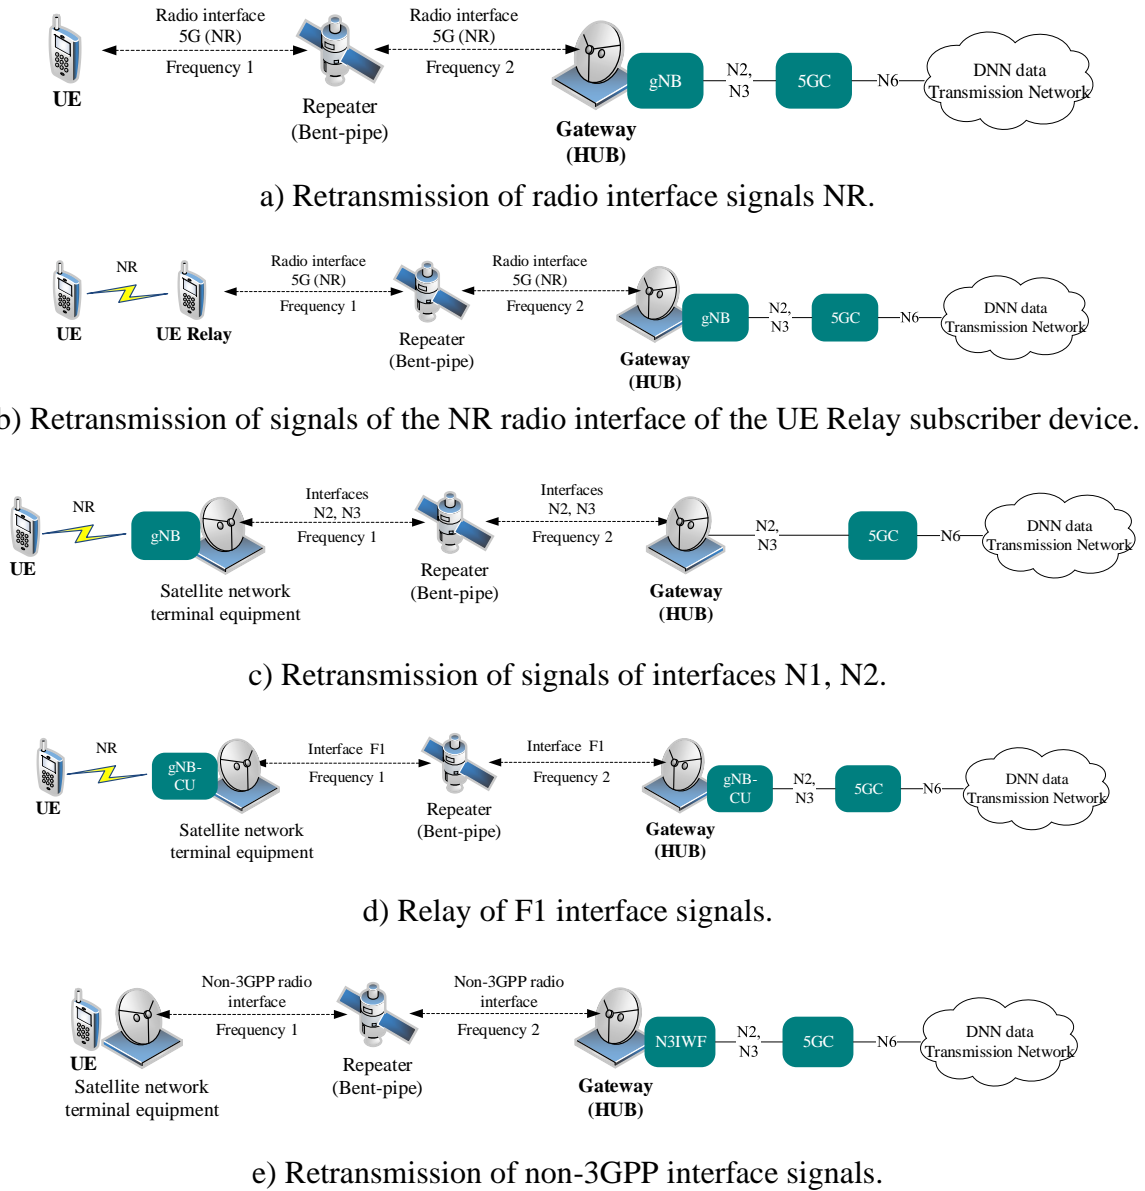 Radio interface
5G (NR)
Frequency 1
Radio interface
5G (NR)
Frequency 2
UE
Repeater
(Bent-pipe)
Gateway
(HUB)
gNB
N2,
N3
5GC
N6
DNN data
Transmission Network
a) Retransmission of radio interface signals NR.
NR
UE
UE Relay
Radio interface
5G (NR)
Frequency 1
Radio interface
5G (NR)
Frequency 2
Repeater
(Bent-pipe)
Gateway
(HUB)
gNB
N2,
N3
5GC
N6
DNN data
Transmission Network
b) Retransmission of signals of the NR radio interface of the UE Relay subscriber device.
NR
UE
gNB
Satellite network
terminal equipment
Interfaces
N2, N3
Frequency 1
Interfaces
N2, N3
Frequency 2
Repeater
(Bent-pipe)
Gateway
(HUB)
N2,
N3
5GC
N6
DNN data
Transmission Network
c) Retransmission of signals of interfaces N1, N2.
NR
UE
gNB-
CU
Satellite network
terminal equipment
Interface F1
Frequency 1
Interface F1
Frequency 2
Repeater
(Bent-pipe)
Gateway
(HUB)
gNB-
CU
N2,
N3
5GC
N6
DNN data
Transmission Network
d) Relay of F1 interface signals.
UE
Satellite network
terminal equipment
Non-3GPP radio
interface
Frequency 1
Non-3GPP radio
interface
Frequency 2
Repeater
(Bent-pipe)
Gateway
(HUB)
N3IWF
N2,
N3
5GC
N6
DNN data
Transmission Network
e) Retransmission of non-3GPP interface signals.